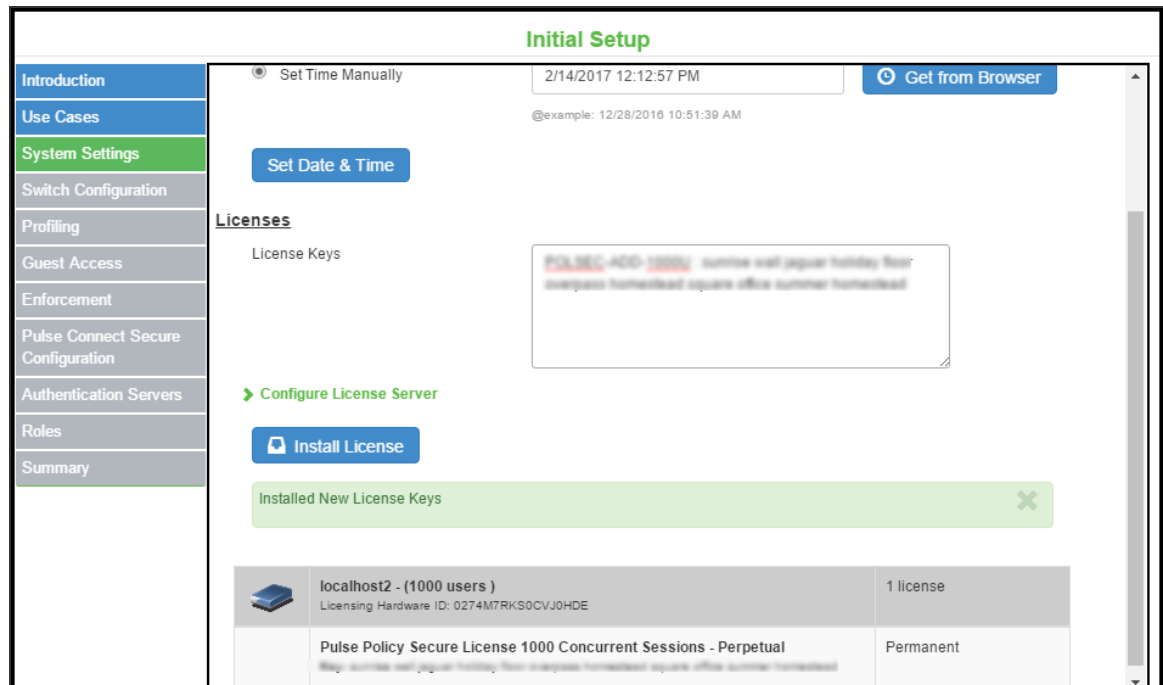 Initial Setup
Introduction
Use Cases
System Settings
Switch Configuration
Profiling
Guest Access
Enforcement
Pulse Connect Secure
Configuration
Authentication Servers
Roles
Summary
Set Time Manually
2/14/2017 12:12:57 PM
Get from Browser
@example: 12/28/2016 10:51:39 AM
Set Date & Time
Licenses
License Keys
Configure License Server
Install License
Installed New License Keys
localhost2 - (1000 users )
1 license
Licensing Hardware ID: 0274M7RKS0CVJ0HDE
Pulse Policy Secure License 1000 Concurrent Sessions - Perpetual
Permanent